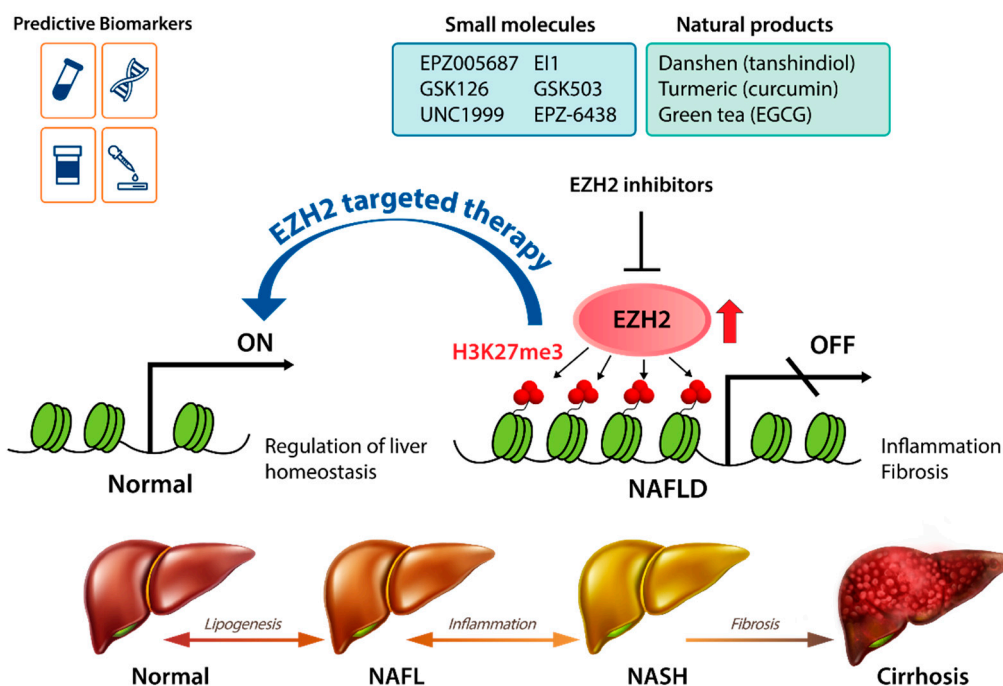 Predictive Biomarkers
Small molecules
Natural products
EPZ005687 EI1
GSK126 GSK503
UNC1999 EPZ-6438
Danshen (tanshindiol)
Turmeric (curcumin)
Green tea (EGCG)
EZH2 inhibitors
EZH2 targeted therapy
EZH2
H3K27me3
ON
OFF
Regulation of liver
homeostasis
Inflammation
Fibrosis
Normal
NAFLD
Lipogenesis
Inflammation
Fibrosis
Normal
NAFL
NASH
Cirrhosis